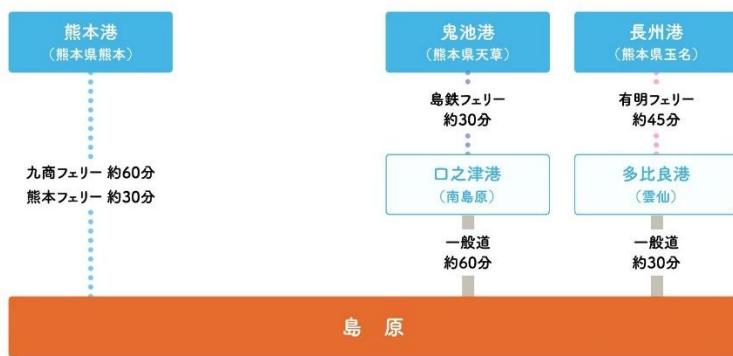 熊本港
（熊本県熊本）
鬼池港
（熊本県天草）
長州港
（熊本県玉名）
島鉄フェリー
約30分
有明フェリー
約45分
九商フェリー 約60分
熊本フェリー 約30分
口之津港
（南島原）
多比良港
（雲仙）
一般道
約60分
一般道
約30分
島 原